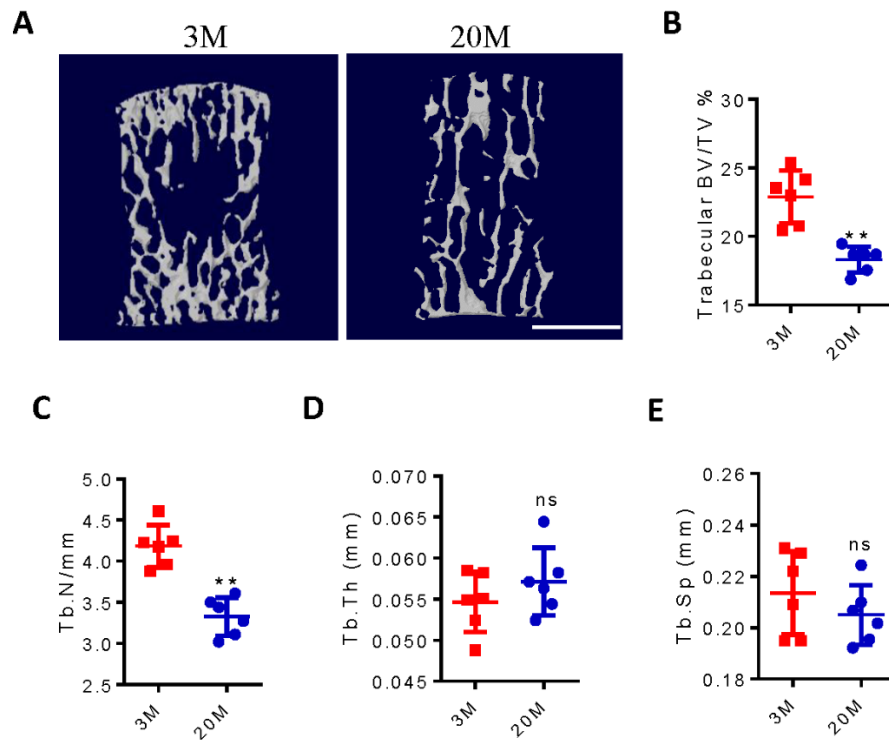 A
3M
20M
B
Trabecular BV/TV %
30
25
20
15
**
3M
20M
C
Tb.N/mm
5.0
4.5
4.0
3.5
3.0
2.5
**
3M
20M
D
Tb.Th (mm)
0.070
0.065
0.060
0.055
0.050
0.045
ns
3M
20M
E
Tb.Sp (mm)
0.26
0.24
0.22
0.20
0.18
ns
3M
20M